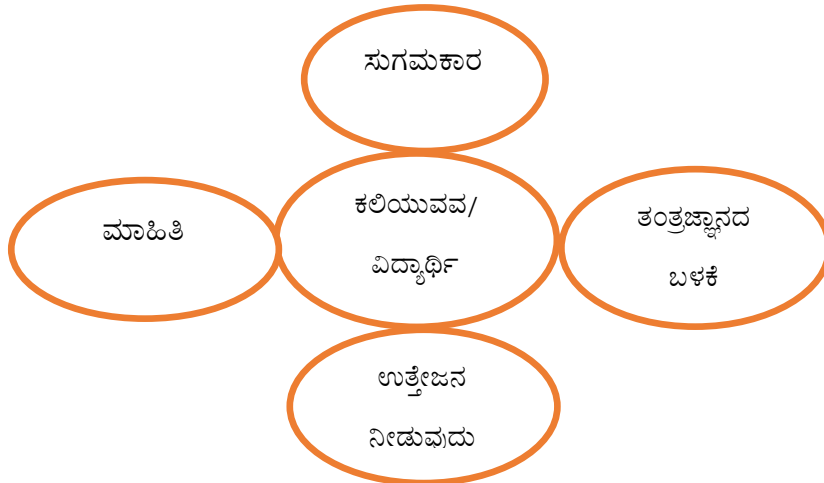 ಸುಗಮಕಾರ
ಮಾಹಿತಿ
ಕಲಿಯುವವ/
ವಿದ್ಯಾರ್ಥಿ
ತಂತ್ರಜ್ಞಾನದ
ಬಳಕೆ
ಉತ್ತೇಜನ
ನೀಡುವುದು